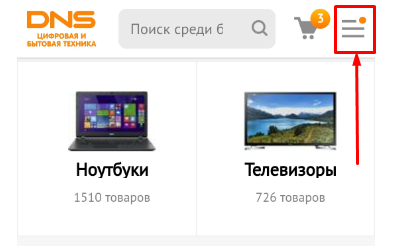 DNS
ЦИФРОВАЯ И
БЫТОВАЯ ТЕХНИКА
Поиск среди б
3
Ноутбуки
1510 товаров
Телевизоры
726 товаров